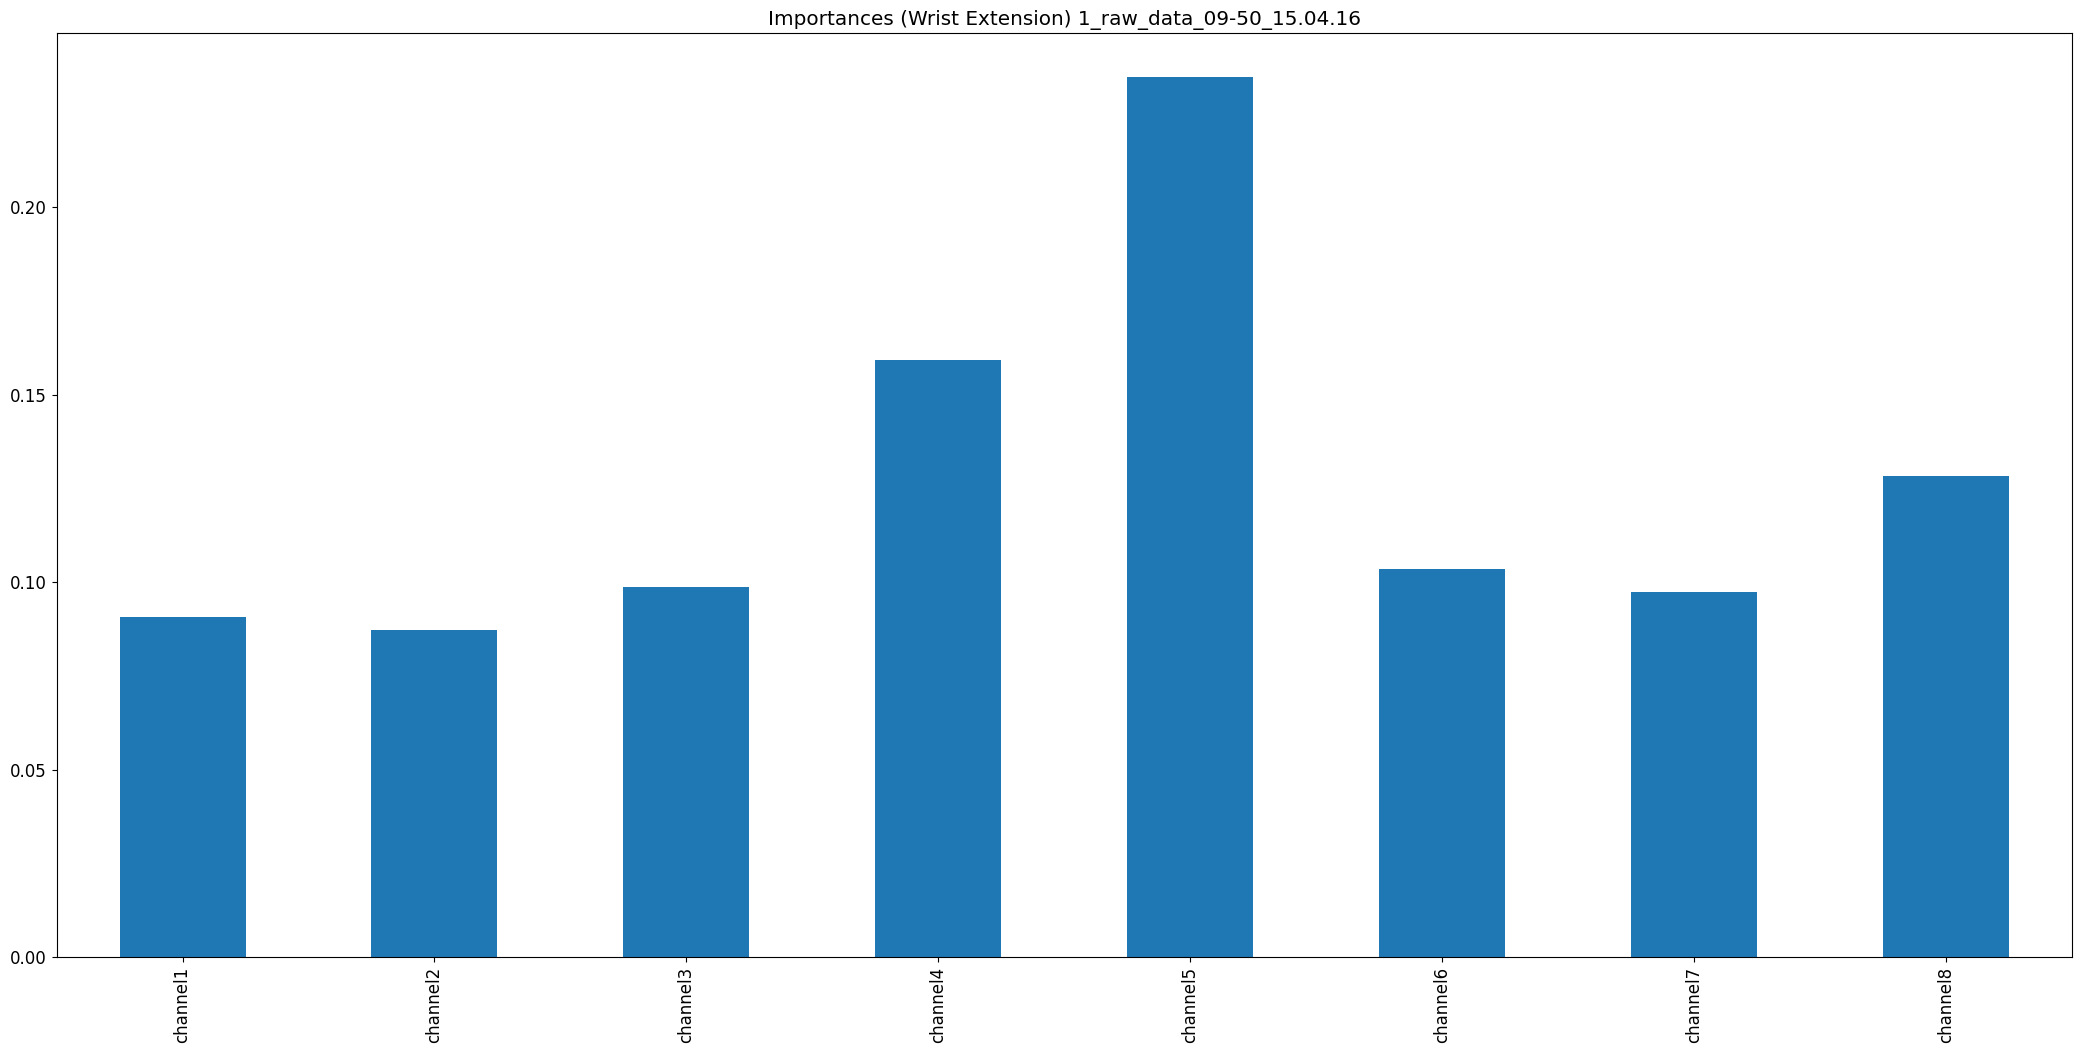 Importances (Wrist Extension) 1_raw_data_09-50_15.04.16
0.20
0.15
0.10
0.05
0.00
channel1
channel2
channel3
channel4
channel5
channel6
channel7
channel8